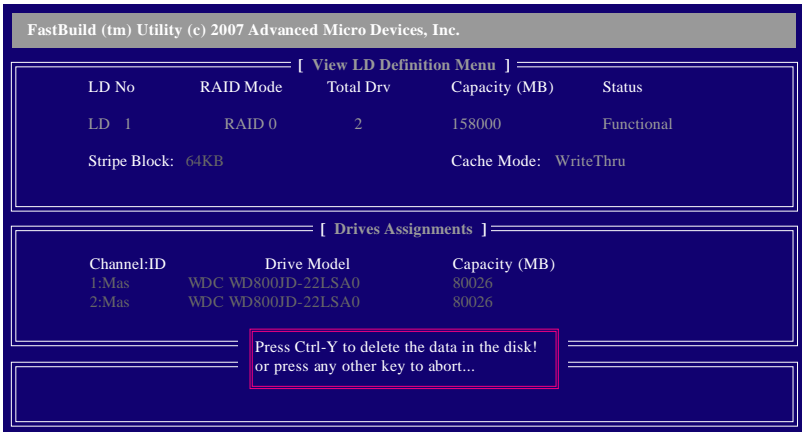 FastBuild (tm) Utility (c) 2007 Advanced Micro Devices, Inc.
[ View LD Definition Menu ]
LD No RAID Mode Total Drv Capacity (MB) Status
LD 1 RAID 0 2 158000 Functional
Stripe Block: 64KB Cache Mode: WriteThru
[ Drives Assignments ]
Channel:ID Drive Model Capacity (MB)
1:Mas WDC WD800JD-22LSA0 80026
2:Mas WDC WD800JD-22LSA0 80026
Press Ctrl-Y to delete the data in the disk!
or press any other key to abort...